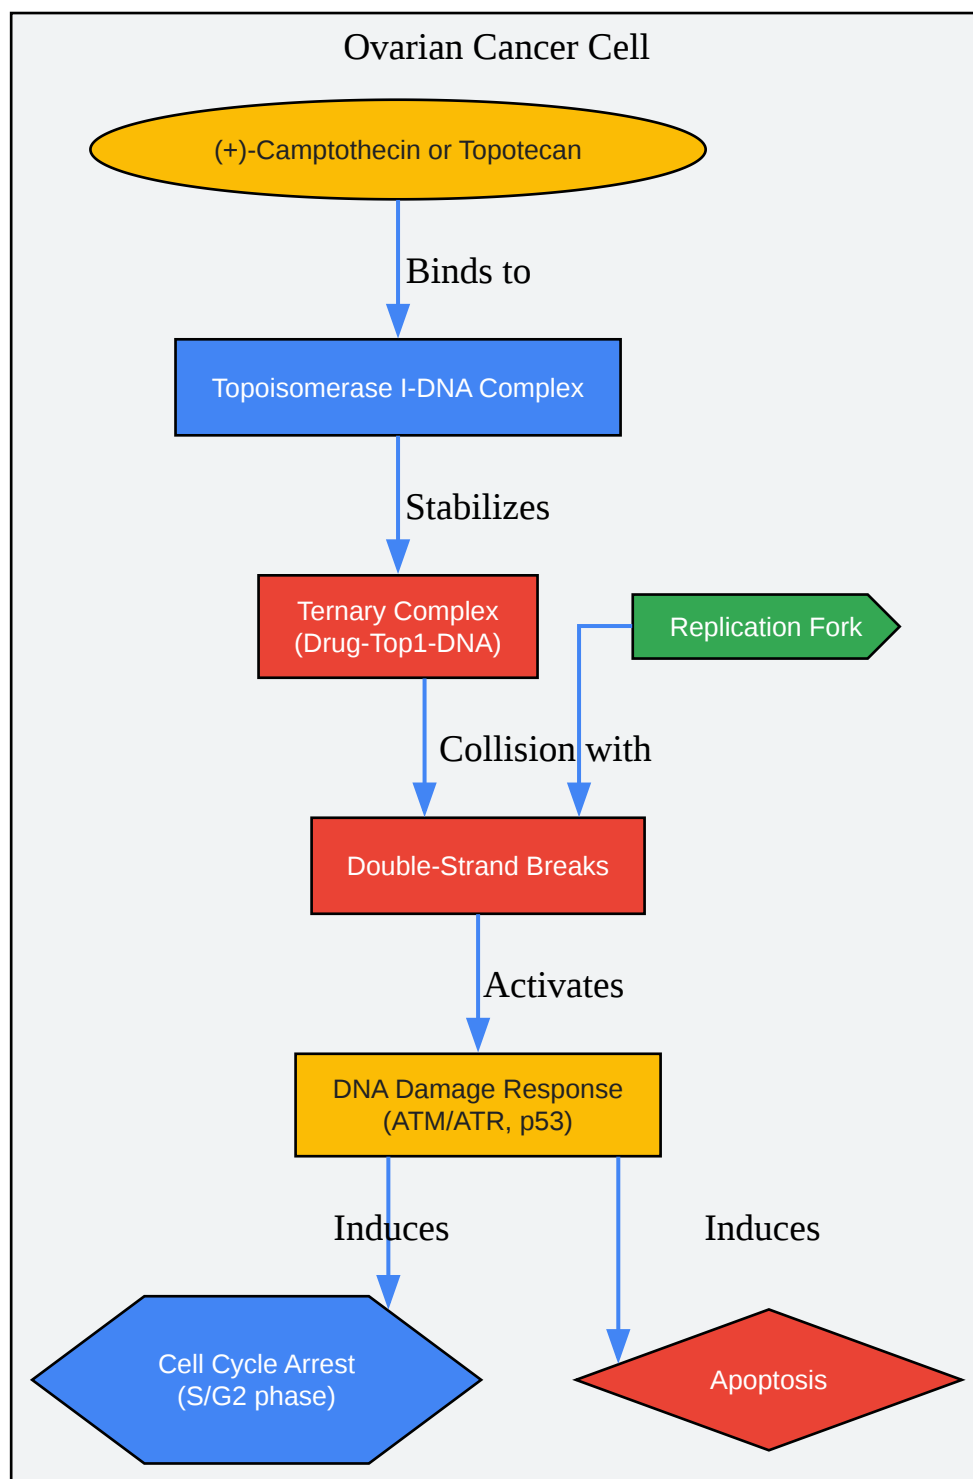 Ovarian Cancer Cell
(+)-Camptothecin or Topotecan
Binds to
Topoisomerase I-DNA Complex
Stabilizes
Ternary Complex
(Drug-Top1-DNA)
Replication Fork
Collision with
Double-Strand Breaks
Activates
DNA Damage Response
(ATM/ATR, p53)
Induces
Induces
Cell Cycle Arrest
(S/G2 phase)
Apoptosis